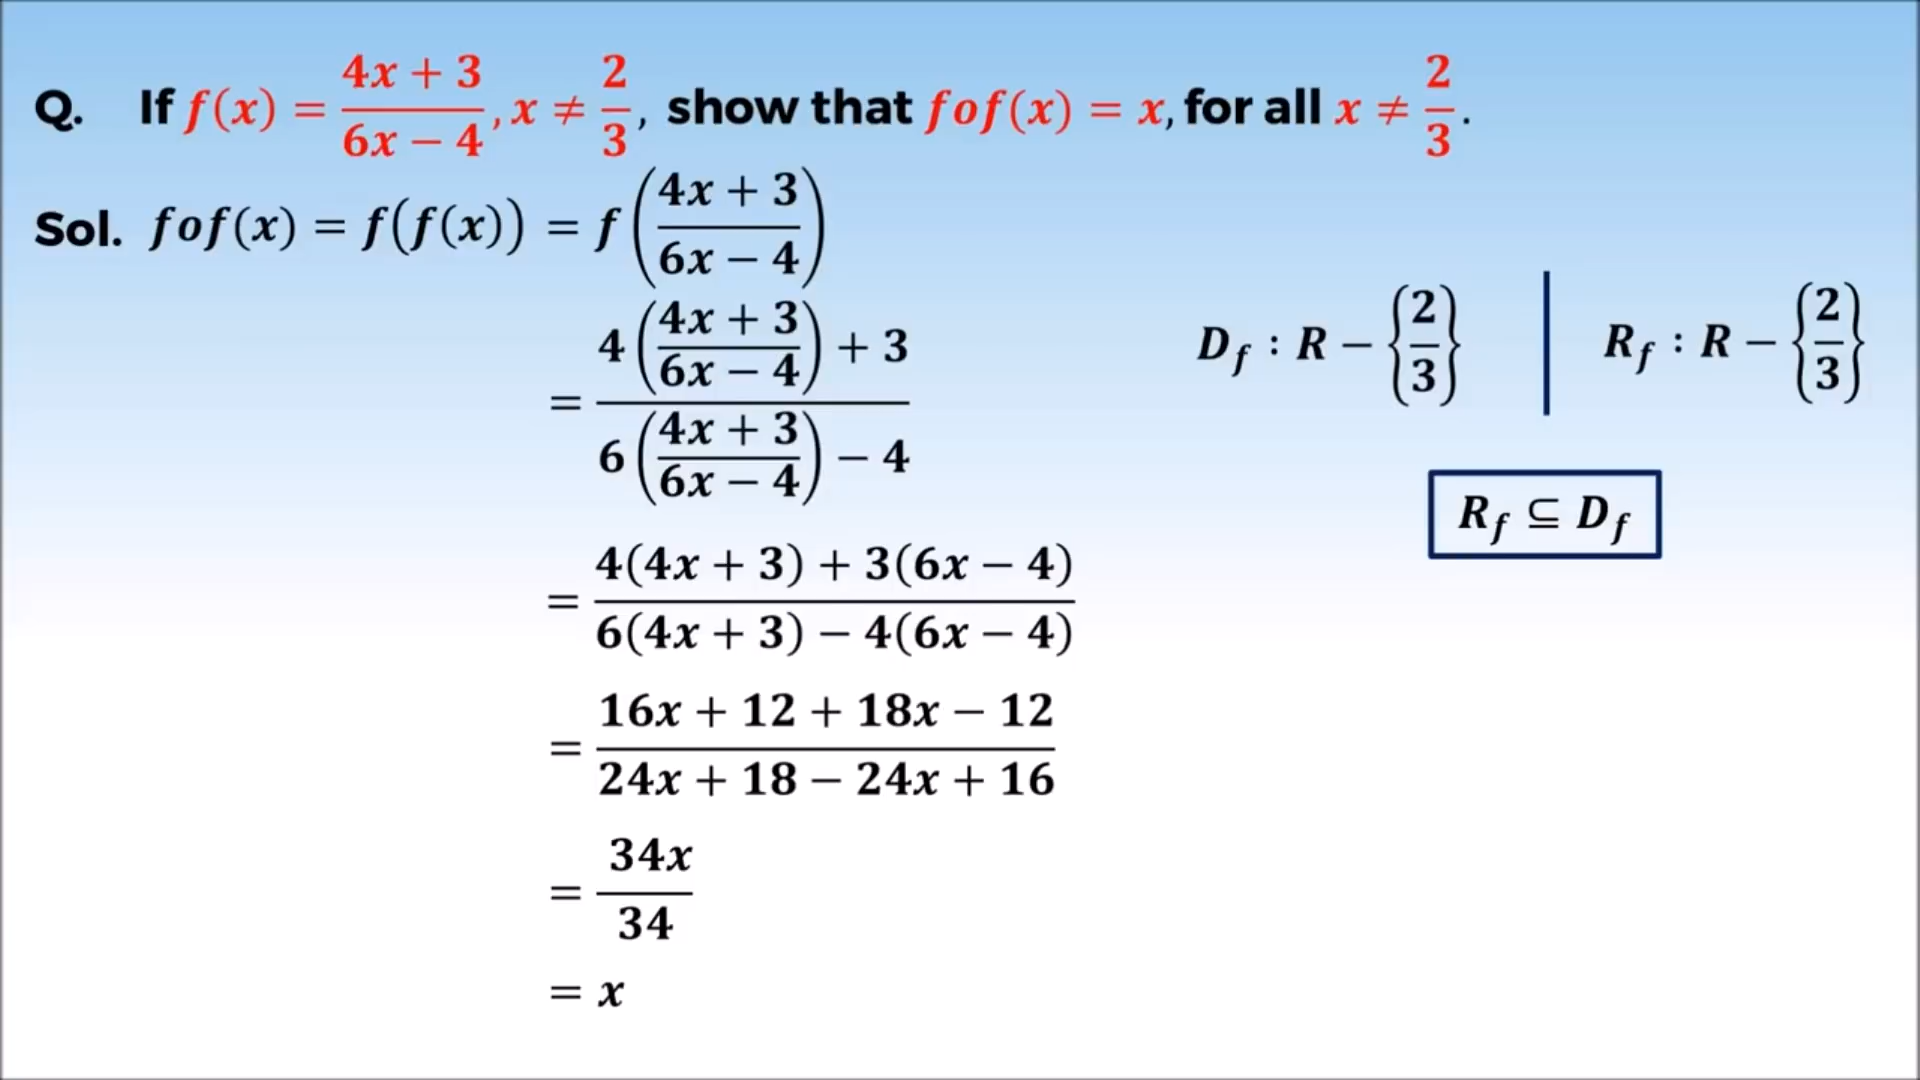 Q. If f(x) = (4x + 3)/(6x − 4), x ≠ 2/3, show that fof(x) = x, for all x ≠ 2/3.
Sol. fof(x) = f(f(x)) = f((4x + 3)/(6x − 4))
= (4((4x + 3)/(6x − 4)) + 3)/(6((4x + 3)/(6x − 4)) − 4)
= (4(4x + 3) + 3(6x − 4))/(6(4x + 3) − 4(6x − 4))
= (16x + 12 + 18x − 12)/(24x + 18 − 24x + 16)
= 34x/34
= x
D_f : R − {2/3}
R_f : R − {2/3}
R_f ⊆ D_f